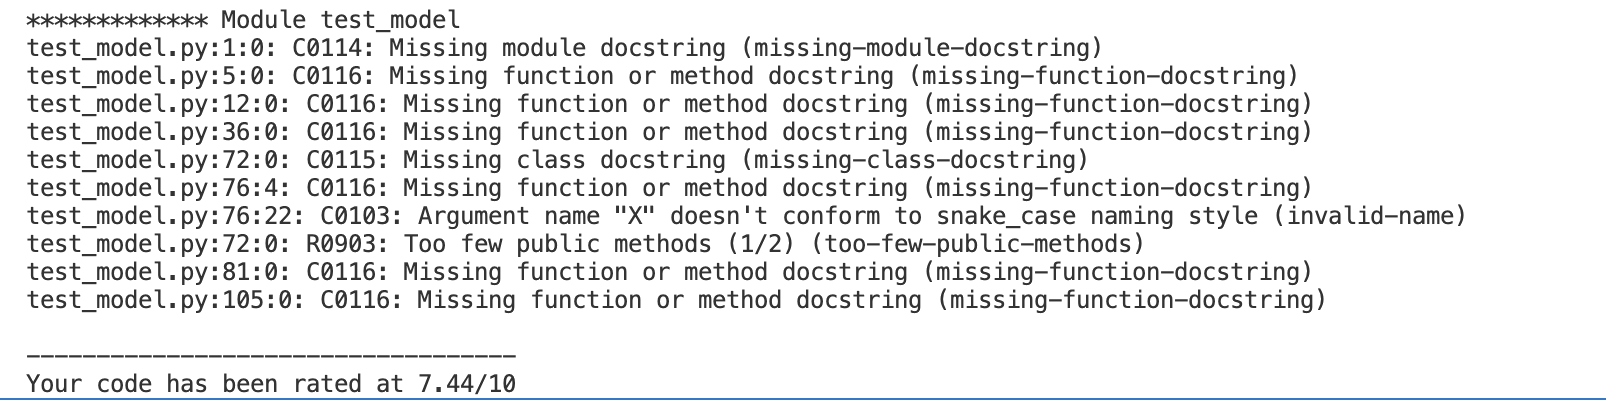 ************* Module test_model
test_model.py:1:0: C0114: Missing module docstring (missing-module-docstring)
test_model.py:5:0: C0116: Missing function or method docstring (missing-function-docstring)
test_model.py:12:0: C0116: Missing function or method docstring (missing-function-docstring)
test_model.py:36:0: C0116: Missing function or method docstring (missing-function-docstring)
test_model.py:72:0: C0115: Missing class docstring (missing-class-docstring)
test_model.py:76:4: C0116: Missing function or method docstring (missing-function-docstring)
test_model.py:76:22: C0103: Argument name "X" doesn't conform to snake_case naming style (invalid-name)
test_model.py:72:0: R0903: Too few public methods (1/2) (too-few-public-methods)
test_model.py:81:0: C0116: Missing function or method docstring (missing-function-docstring)
test_model.py:105:0: C0116: Missing function or method docstring (missing-function-docstring)
-----------------------------------
Your code has been rated at 7.44/10